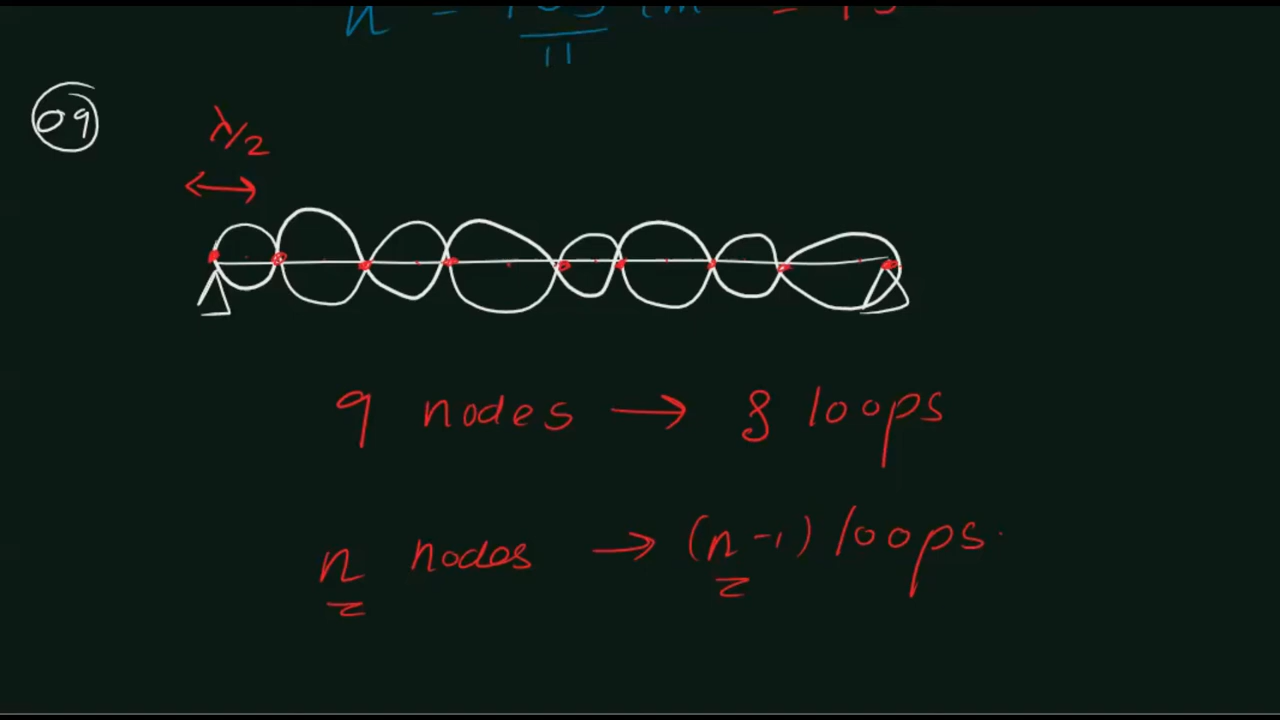 09
λ/2
9 nodes → 8 loops
n nodes → (n-1) loops.